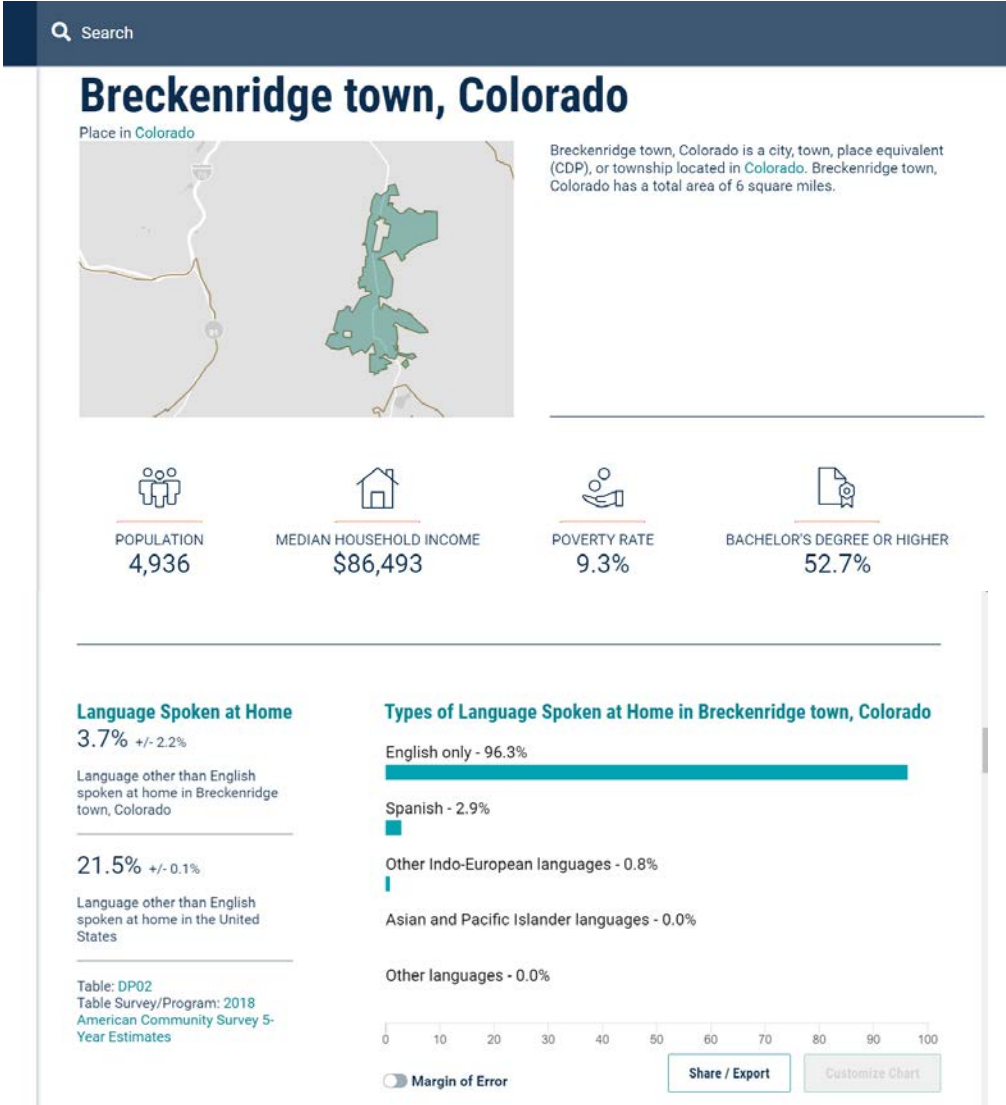 Search
Breckenridge town, Colorado
Place in Colorado
Breckenridge town, Colorado is a city, town, place equivalent
(CDP), or township located in Colorado. Breckenridge town,
Colorado has a total area of 6 square miles.
POPULATION
4,936
MEDIAN HOUSEHOLD INCOME
$86,493
POVERTY RATE
9.3%
BACHELOR'S DEGREE OR HIGHER
52.7%
Language Spoken at Home
3.7% +/- 2.2%
Language other than English
spoken at home in Breckenridge
town, Colorado
21.5% +/- 0.1%
Language other than English
spoken at home in the United
States
Table: DP02
Table Survey/Program: 2018
American Community Survey 5-
Year Estimates
Types of Language Spoken at Home in Breckenridge town, Colorado
English only - 96.3%
Spanish - 2.9%
Other Indo-European languages - 0.8%
Asian and Pacific Islander languages - 0.0%
Other languages - 0.0%
0 10 20 30 40 50 60 70 80 90 100
Margin of Error
Share / Export
Customize Chart